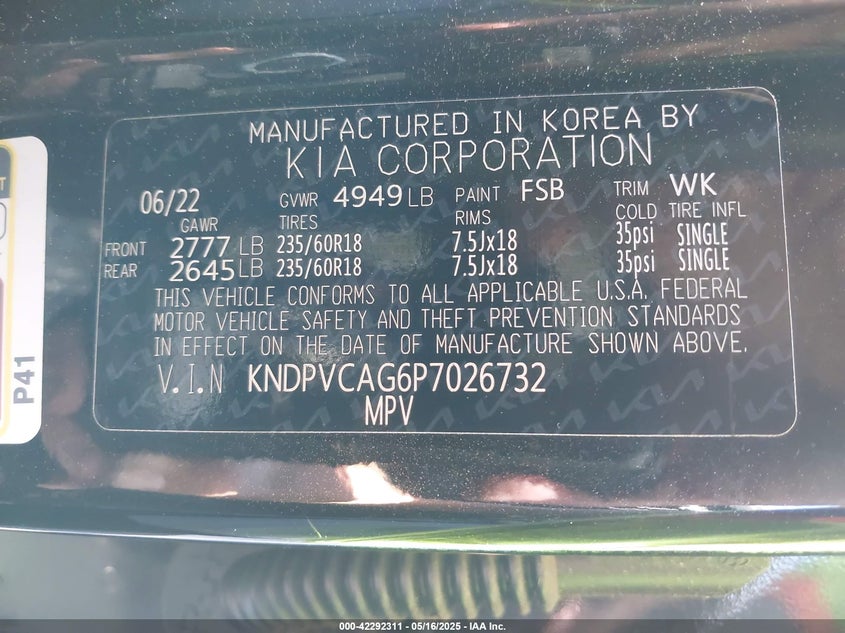 MANUFACTURED IN KOREA BY
KIA CORPORATION
06/22 GVWR 4949 LB PAINT FSB TRIM WK
GAWR TIRES RIMS COLD TIRE INFL
FRONT 2777 LB 235/60R18 7.5Jx18 35psi SINGLE
REAR 2645 LB 235/60R18 7.5Jx18 35psi SINGLE
THIS VEHICLE CONFORMS TO ALL APPLICABLE U.S.A. FEDERAL
MOTOR VEHICLE SAFETY AND THEFT PREVENTION STANDARDS
IN EFFECT ON THE DATE OF MANUFACTURE SHOWN ABOVE.
V.I.N KNDPVCAG6P7026732
MPV
P41
000-42292311 - 05/16/2025 - IAA Inc.